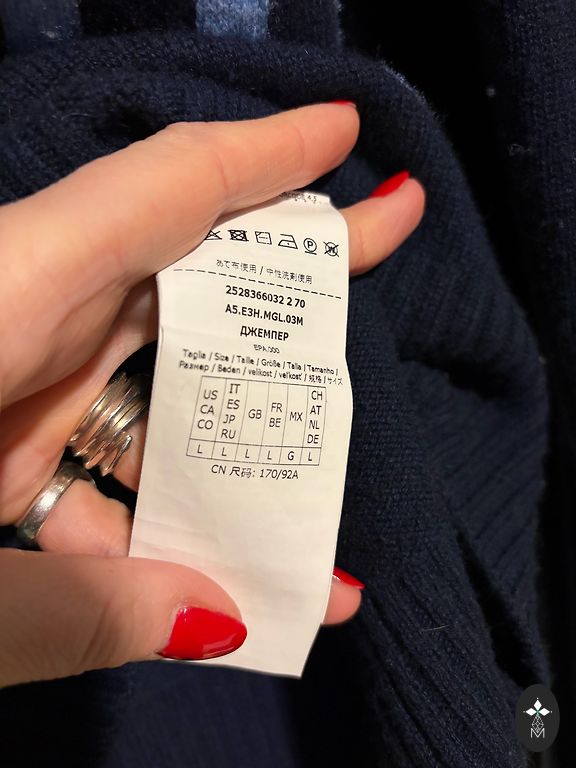 あて布使用 / 中性洗剤使用
2528366032 2 70
A5.E3H.MGL.03M
ДЖЕМПЕР
EPA.000
Taglia / Size / Taille / Größe / Talla / Tamanho /
Размер / Beden / velikost / veľkosť / 规格 / サイズ
US CA CO IT ES JP RU GB FR BE MX CH AT NL DE
L L L L G L
CN 尺码: 170/92A
M